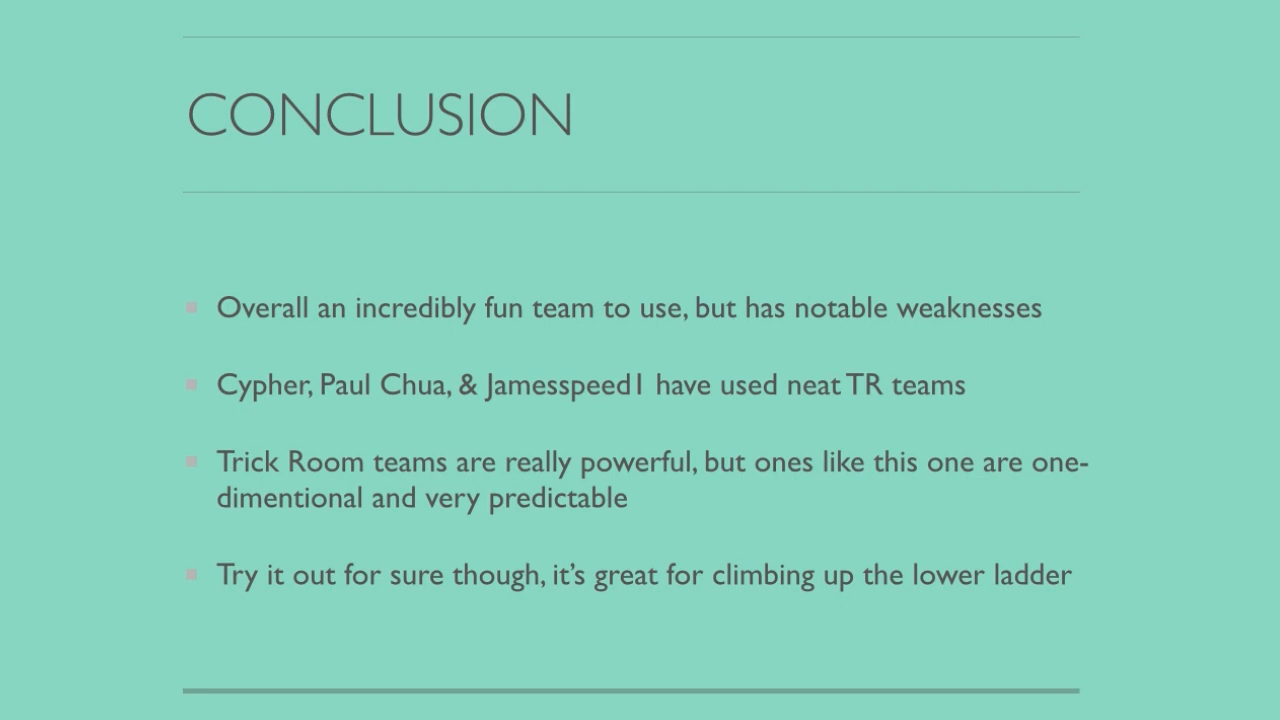 CONCLUSION
Overall an incredibly fun team to use, but has notable weaknesses
Cypher, Paul Chua, & Jamesspeed1 have used neat TR teams
Trick Room teams are really powerful, but ones like this one are one-
dimentional and very predictable
Try it out for sure though, it's great for climbing up the lower ladder